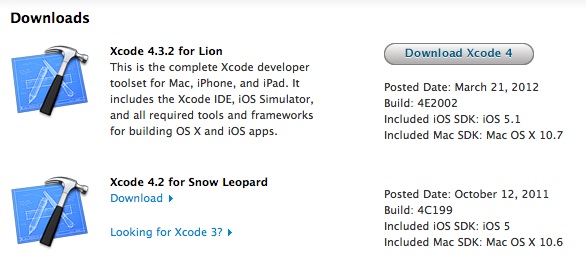 Downloads
Xcode 4.3.2 for Lion
This is the complete Xcode developer
toolset for Mac, iPhone, and iPad. It
includes the Xcode IDE, iOS Simulator,
and all required tools and frameworks
for building OS X and iOS apps.
Download Xcode 4
Posted Date: March 21, 2012
Build: 4E2002
Included iOS SDK: iOS 5.1
Included Mac SDK: Mac OS X 10.7
Xcode 4.2 for Snow Leopard
Download
Looking for Xcode 3?
Posted Date: October 12, 2011
Build: 4C199
Included iOS SDK: iOS 5
Included Mac SDK: Mac OS X 10.6